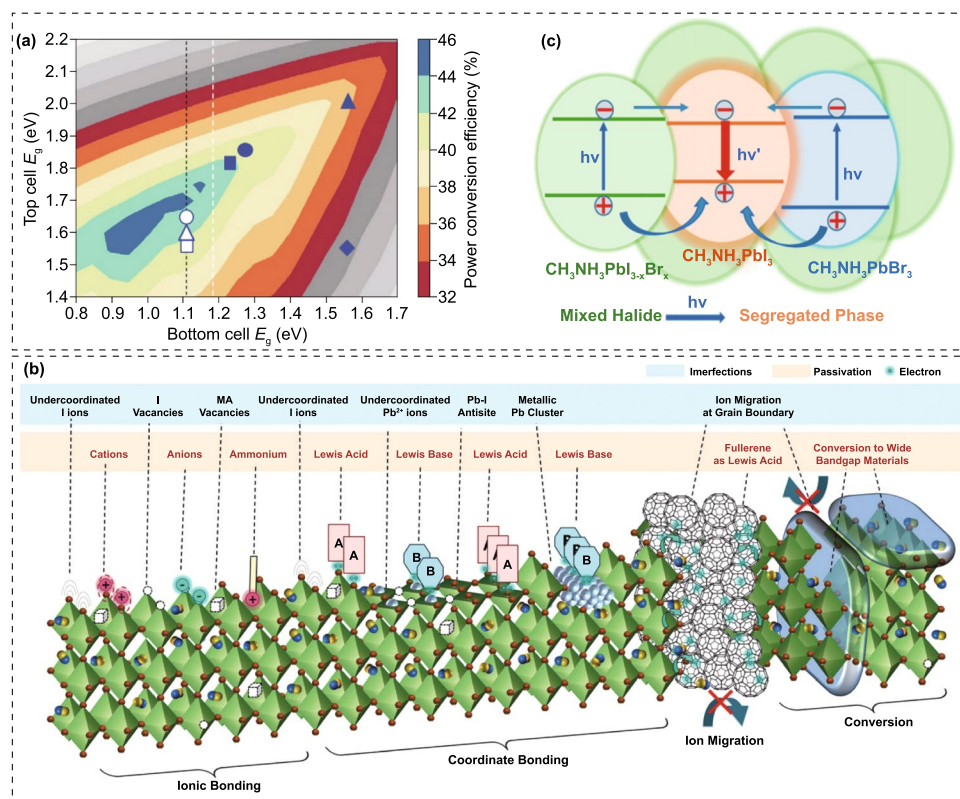 (a)
2.2
2.1
2.0
1.9
1.8
1.7
1.6
1.5
1.4
Top cell Eg (eV)
0.8 0.9 1.0 1.1 1.2 1.3 1.4 1.5 1.6 1.7
Bottom cell Eg (eV)
46
44
42
40
38
36
34
32
Power conversion efficiency (%)
(c)
hν
hν'
hν
CH3NH3PbI3-xBrx
CH3NH3PbI3
CH3NH3PbBr3
Mixed Halide
hν
Segregated Phase
(b)
Imerfections
Passivation
Electron
Undercoordinated
I ions
I
Vacancies
MA
Vacancies
Undercoordinated
I ions
Undercoordinated
Pb2+ ions
Pb-I
Antisite
Metallic
Pb Cluster
Ion Migration
at Grain Boundary
Cations
Anions
Ammonium
Lewis Acid
Lewis Base
Lewis Acid
Lewis Base
Fullerene
as Lewis Acid
Conversion to Wide
Bandgap Materials
A
A
B
B
A
A
A
B
B
B
Ionic Bonding
Coordinate Bonding
Ion Migration
Conversion